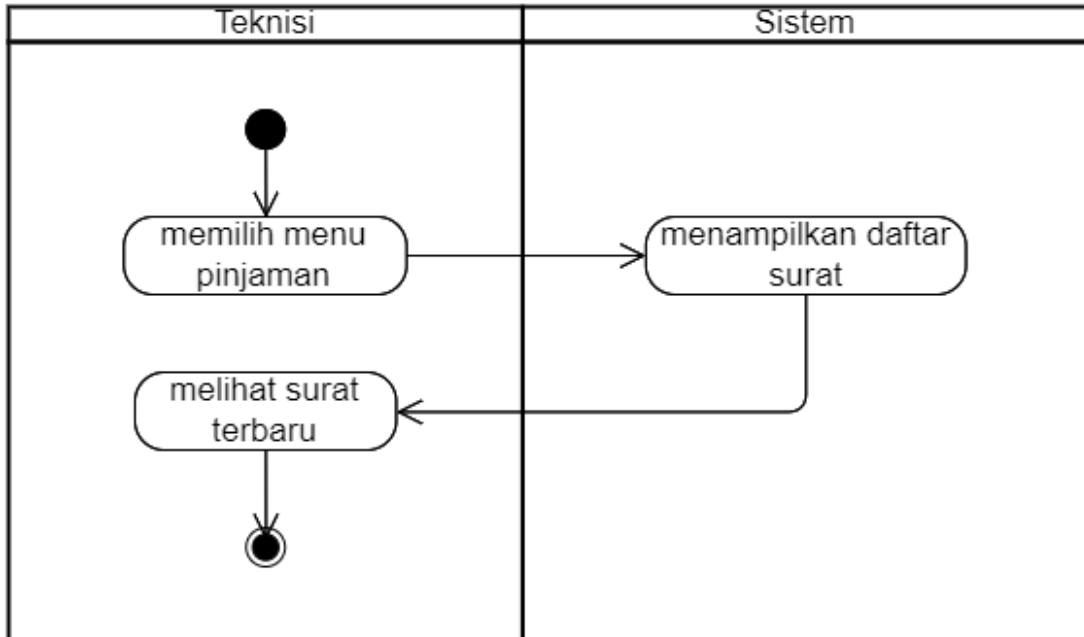 Teknisi
Sistem
memilih menu
pinjaman
menampilkan daftar
surat
melihat surat
terbaru